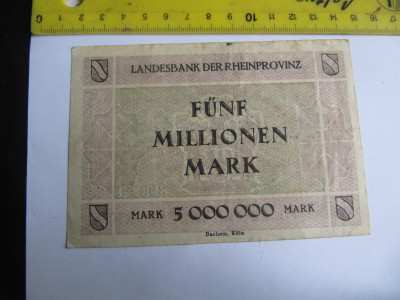 LANDESBANK DER RHEINPROVINZ
FÜNF
MILLIONEN
MARK
MARK 5 000 000 MARK
Bachem, Köln